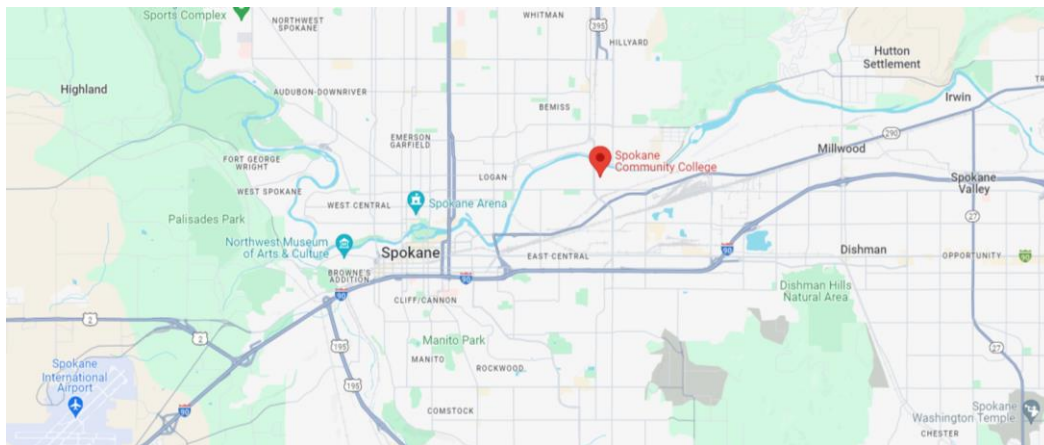 Sports Complex
NORTHWEST
SPOKANE
WHITMAN
395
HILLYARD
Hutton
Settlement
Highland
AUDUBON-DOWNRIVER
BEMISS
Irwin
EMERSON
GARFIELD
290
Millwood
FORT GEORGE
WRIGHT
Spokane
Community College
LOGAN
WEST SPOKANE
Spokane
Valley
WEST CENTRAL
Spokane Arena
Palisades Park
27
Northwest Museum
of Arts & Culture
Spokane
EAST CENTRAL
90
Dishman
OPPORTUNITY
90
BROWNE'S
ADDITION
90
90
CLIFF/CANNON
Dishman Hills
Natural Area
2
2
195
Manito Park
27
MANITO
ROCKWOOD
Spokane
International
Airport
195
90
COMSTOCK
Spokane
Washington Temple
CHESTER